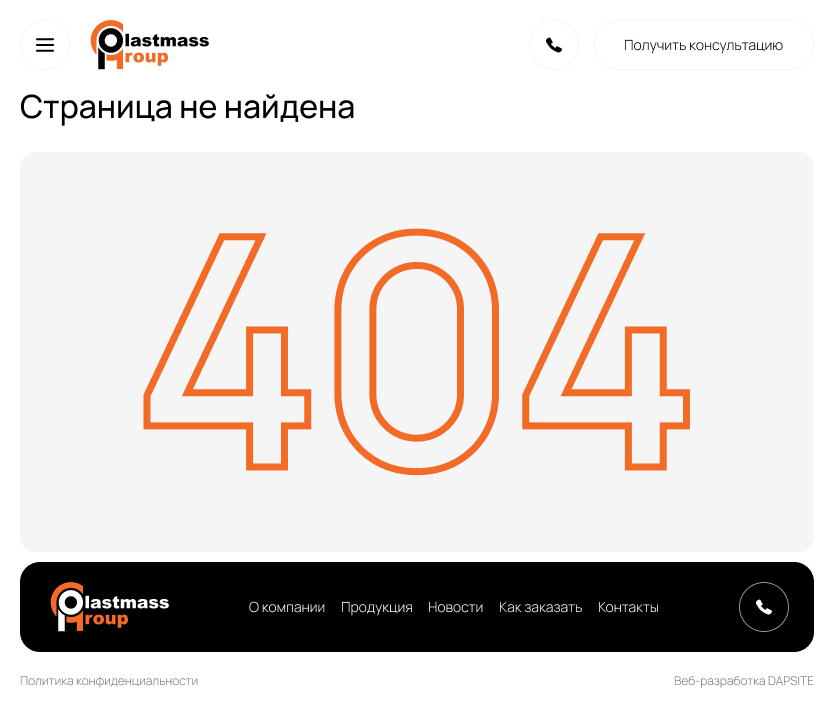 Plastmass
Group
Получить консультацию
Страница не найдена
404
Plastmass
Group
О компании Продукция Новости Как заказать Контакты
Политика конфиденциальности Веб-разработка DAPSITE